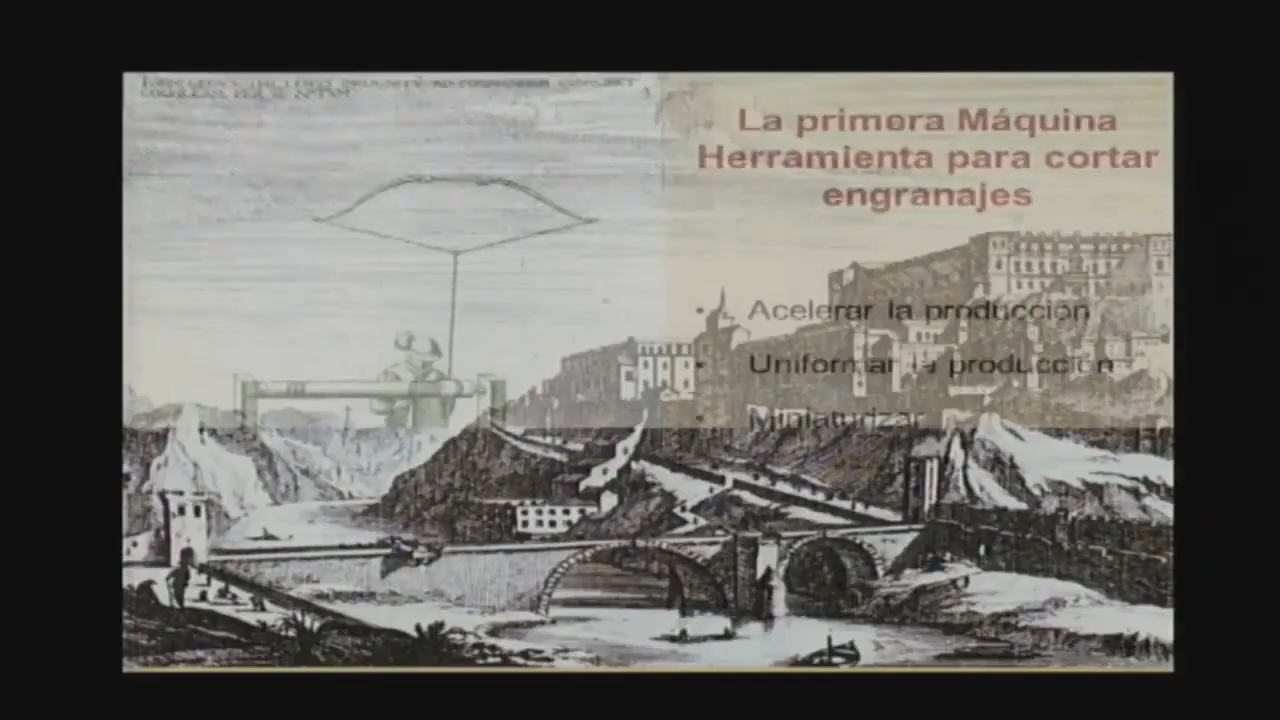 La primera Máquina
Herramienta para cortar
engranajes
• Acelerar la producción
• Uniformar la producción
• Miniaturizar